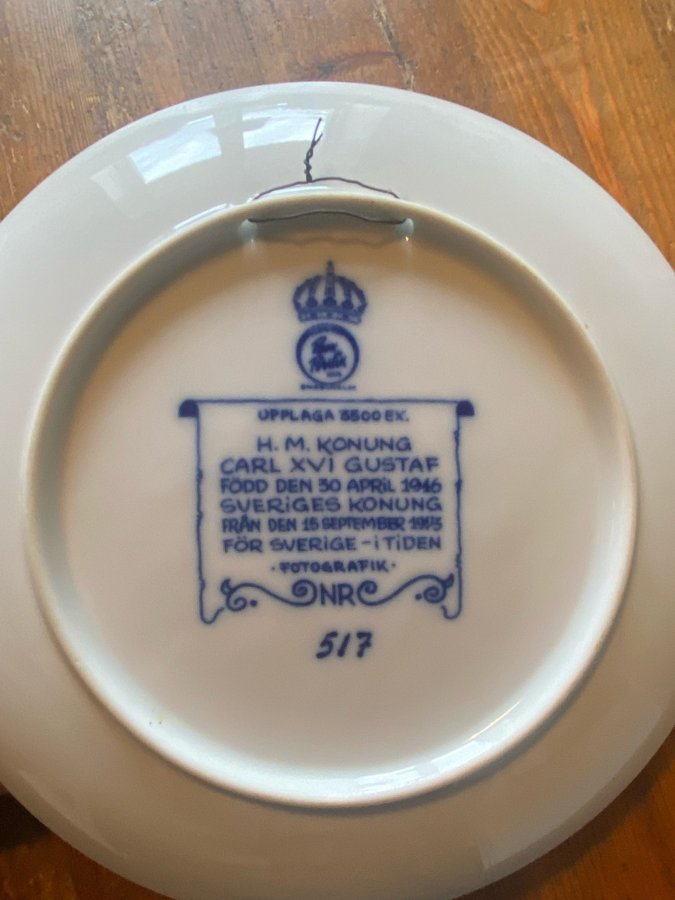 UPPLAGA 3500 EX.
H. M. KONUNG
CARL XVI GUSTAF
FÖDD DEN 30 APRIL 1946
SVERIGES KONUNG
FRÅN DEN 15 SEPTEMBER 1973
FÖR SVERIGE - I TIDEN
· FOTOGRAFIK ·
NR
517